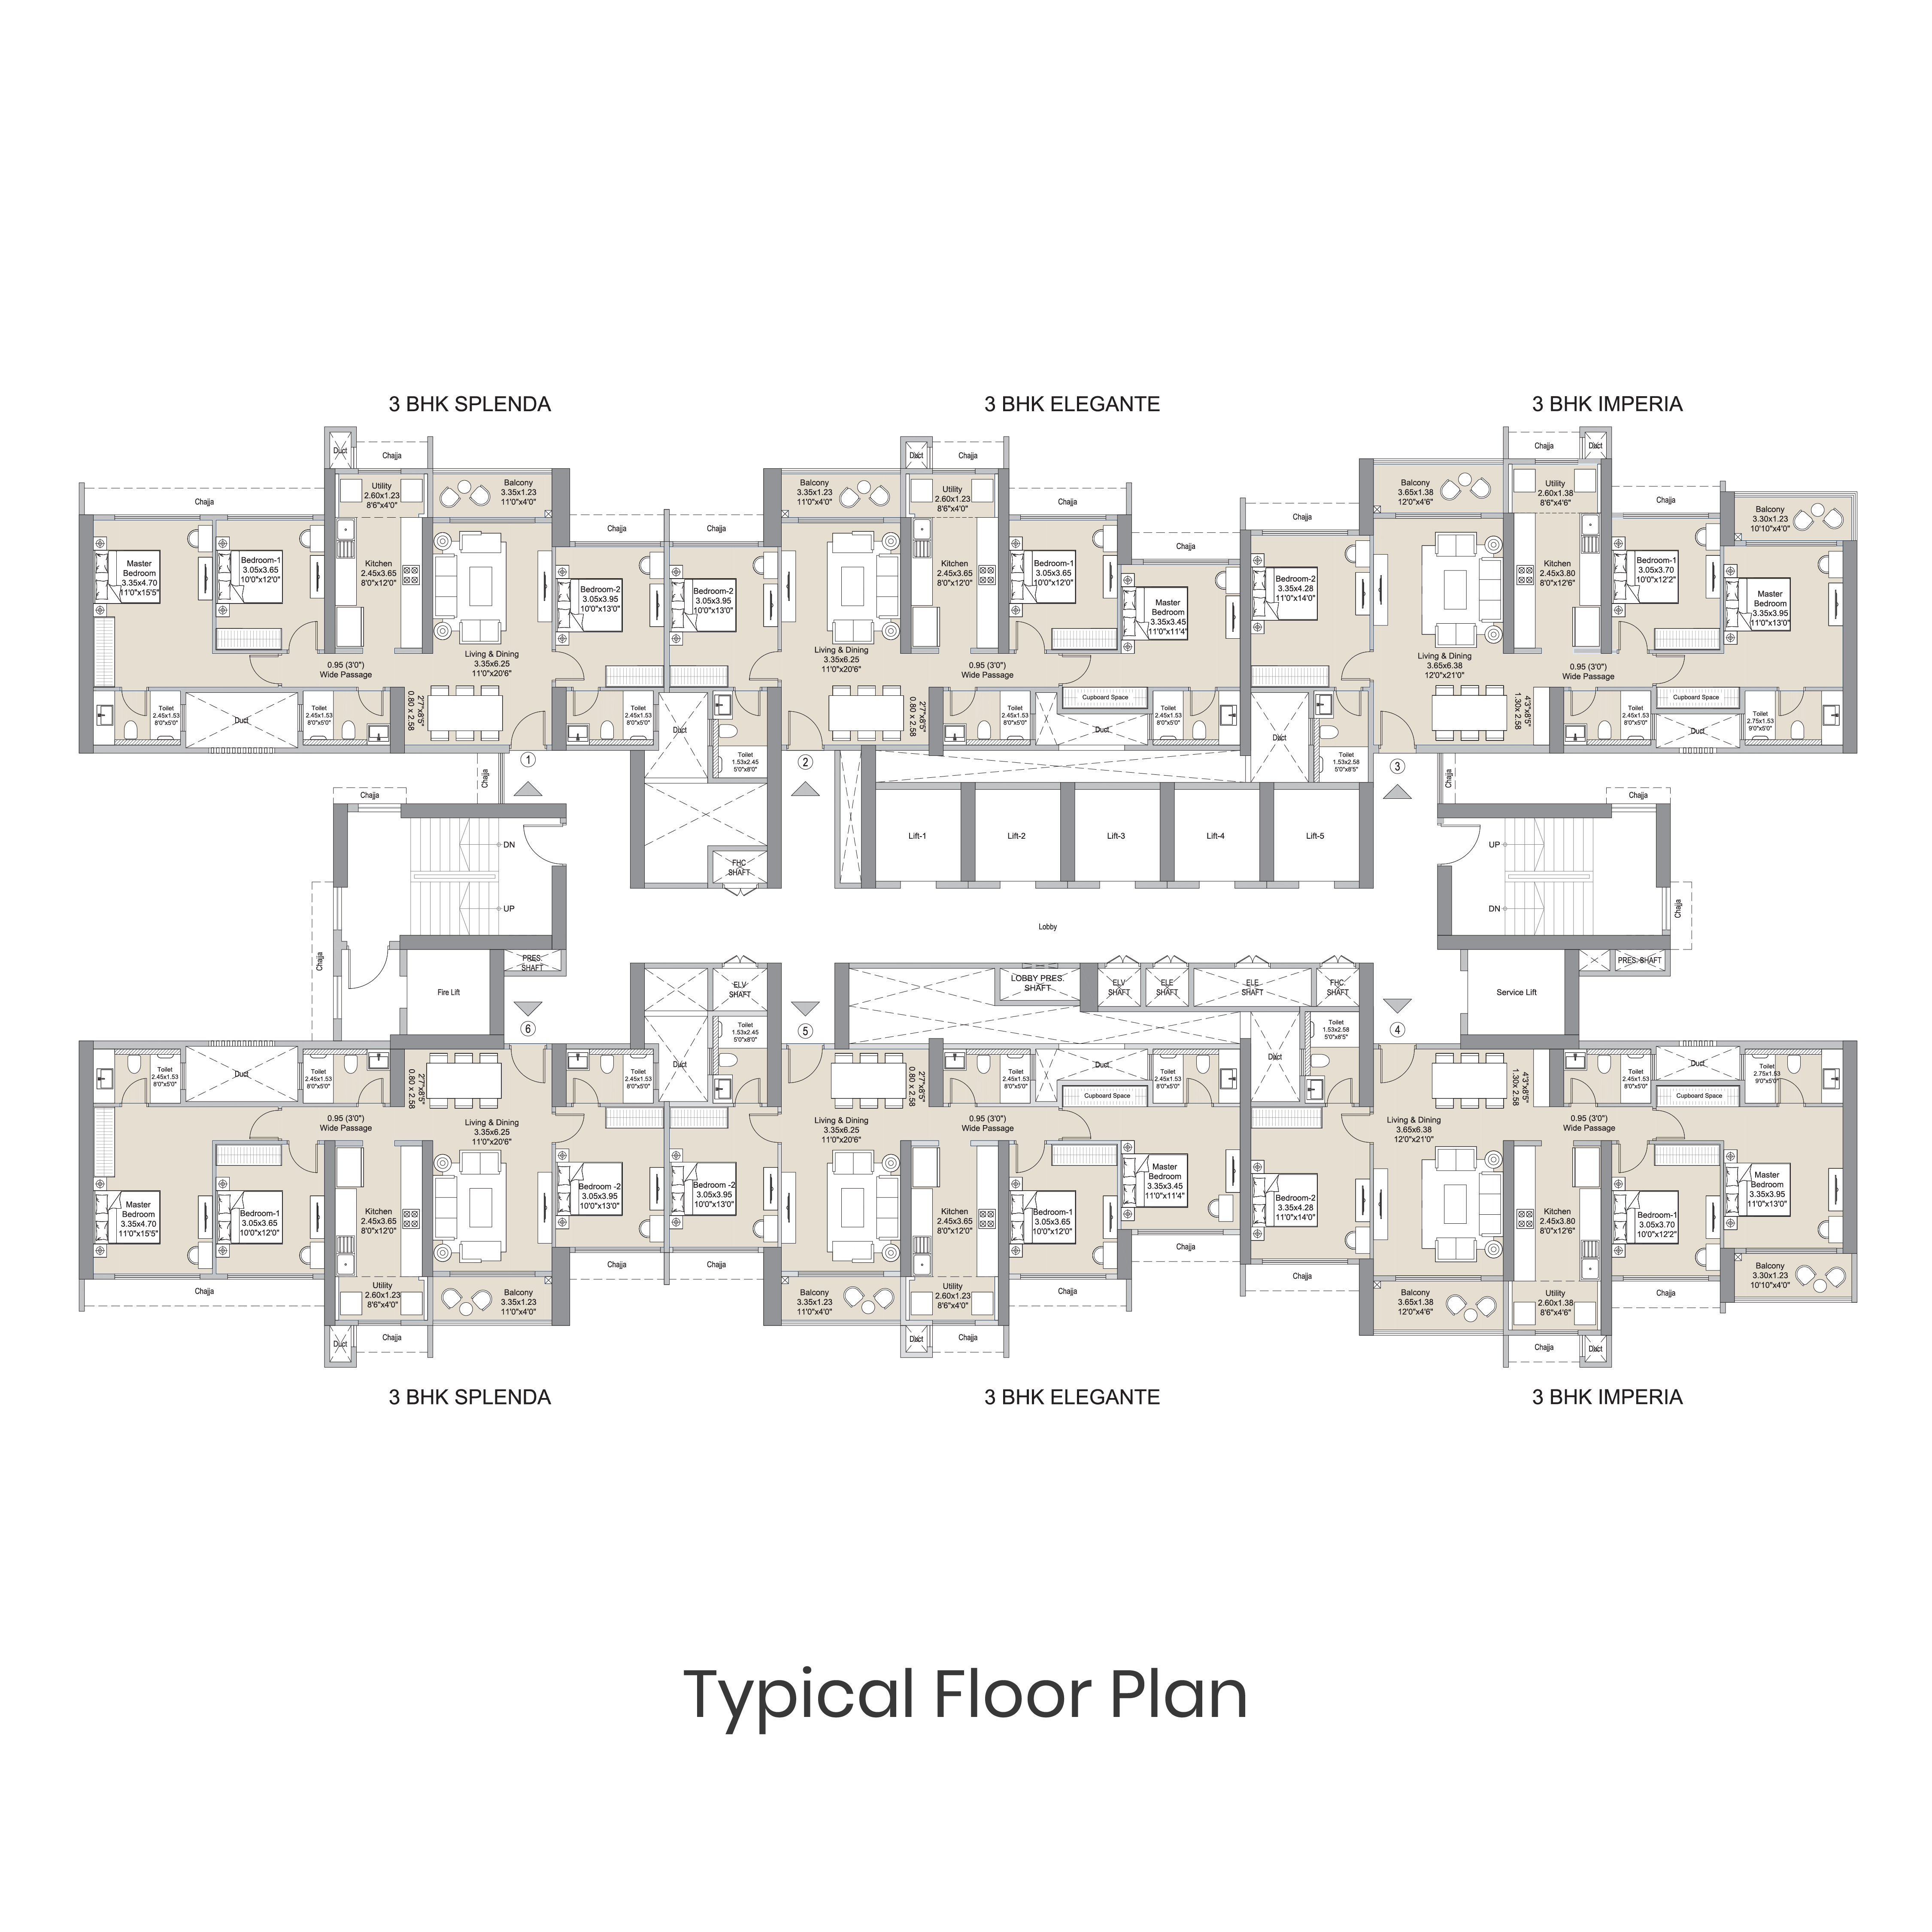 3 BHK SPLENDA
3 BHK ELEGANTE
3 BHK IMPERIA
Duct
Chajja
Chajja
Utility
2.60x1.23
8'6"x4'0"
Balcony
3.35x1.23
11'0"x4'0"
Chajja
Master
Bedroom
3.35x4.70
11'0"x15'5"
Bedroom-1
3.05x3.65
10'0"x12'0"
Kitchen
2.45x3.65
8'0"x12'0"
Bedroom-2
3.05x3.95
10'0"x13'0"
Living & Dining
3.35x6.25
11'0"x20'6"
0.95 (3'0")
Wide Passage
2'7"x8'5"
0.80 x 2.58
Toilet
2.45x1.53
8'0"x5'0"
Duct
Toilet
2.45x1.53
8'0"x5'0"
Toilet
2.45x1.53
8'0"x5'0"
1
Chajja
Chajja
Duct
Chajja
Chajja
Balcony
3.35x1.23
11'0"x4'0"
Utility
2.60x1.23
8'6"x4'0"
Chajja
Chajja
Bedroom-2
3.05x3.95
10'0"x13'0"
Kitchen
2.45x3.65
8'0"x12'0"
Bedroom-1
3.05x3.65
10'0"x12'0"
Master
Bedroom
3.35x3.45
11'0"x11'4"
Living & Dining
3.35x6.25
11'0"x20'6"
0.95 (3'0")
Wide Passage
2'7"x8'5"
0.80 x 2.58
Cupboard Space
Duct
Toilet
1.53x2.45
5'0"x8'0"
Toilet
2.45x1.53
8'0"x5'0"
Duct
Toilet
2.45x1.53
8'0"x5'0"
2
Chajja
Duct
Chajja
Balcony
3.65x1.38
12'0"x4'6"
Utility
2.60x1.38
8'6"x4'6"
Chajja
Balcony
3.30x1.23
10'10"x4'0"
Bedroom-2
3.35x4.28
11'0"x14'0"
Kitchen
2.45x3.80
8'0"x12'6"
Bedroom-1
3.05x3.70
10'0"x12'2"
Master
Bedroom
3.35x3.95
11'0"x13'0"
Living & Dining
3.65x6.38
12'0"x21'0"
0.95 (3'0")
Wide Passage
4'3"x8'5"
1.30x 2.58
Cupboard Space
Duct
Toilet
1.53x2.58
5'0"x8'5"
Toilet
2.45x1.53
8'0"x5'0"
Duct
Toilet
2.75x1.53
9'0"x5'0"
3
Chajja
Chajja
DN
UP
FHC
SHAFT
Lift-1
Lift-2
Lift-3
Lift-4
Lift-5
UP
DN
Chajja
Lobby
Chajja
Fire Lift
PRES.
SHAFT
ELV
SHAFT
LOBBY PRES.
SHAFT
ELV
SHAFT
ELE
SHAFT
ELE
SHAFT
FHC
SHAFT
Service Lift
PRES. SHAFT
6
5
4
Toilet
2.45x1.53
8'0"x5'0"
Duct
Toilet
2.45x1.53
8'0"x5'0"
2'7"x8'5"
0.80 x 2.58
Toilet
2.45x1.53
8'0"x5'0"
0.95 (3'0")
Wide Passage
Living & Dining
3.35x6.25
11'0"x20'6"
Master
Bedroom
3.35x4.70
11'0"x15'5"
Bedroom-1
3.05x3.65
10'0"x12'0"
Kitchen
2.45x3.65
8'0"x12'0"
Bedroom -2
3.05x3.95
10'0"x13'0"
Chajja
Utility
2.60x1.23
8'6"x4'0"
Balcony
3.35x1.23
11'0"x4'0"
Chajja
Duct
Chajja
Duct
Toilet
1.53x2.45
5'0"x8'0"
2'7"x8'5"
0.80 x 2.58
Toilet
2.45x1.53
8'0"x5'0"
Duct
Toilet
2.45x1.53
8'0"x5'0"
Cupboard Space
Living & Dining
3.35x6.25
11'0"x20'6"
0.95 (3'0")
Wide Passage
Bedroom -2
3.05x3.95
10'0"x13'0"
Kitchen
2.45x3.65
8'0"x12'0"
Bedroom-1
3.05x3.65
10'0"x12'0"
Master
Bedroom
3.35x3.45
11'0"x11'4"
Chajja
Balcony
3.35x1.23
11'0"x4'0"
Utility
2.60x1.23
8'6"x4'0"
Chajja
Chajja
Duct
Chajja
Duct
Toilet
1.53x2.58
5'0"x8'5"
4'3"x8'5"
1.30x 2.58
Toilet
2.45x1.53
8'0"x5'0"
Duct
Toilet
2.75x1.53
9'0"x5'0"
Cupboard Space
Living & Dining
3.65x6.38
12'0"x21'0"
0.95 (3'0")
Wide Passage
Bedroom-2
3.35x4.28
11'0"x14'0"
Kitchen
2.45x3.80
8'0"x12'6"
Bedroom-1
3.05x3.70
10'0"x12'2"
Master
Bedroom
3.35x3.95
11'0"x13'0"
Chajja
Balcony
3.65x1.38
12'0"x4'6"
Utility
2.60x1.38
8'6"x4'6"
Chajja
Balcony
3.30x1.23
10'10"x4'0"
Chajja
Duct
3 BHK SPLENDA
3 BHK ELEGANTE
3 BHK IMPERIA
Typical Floor Plan